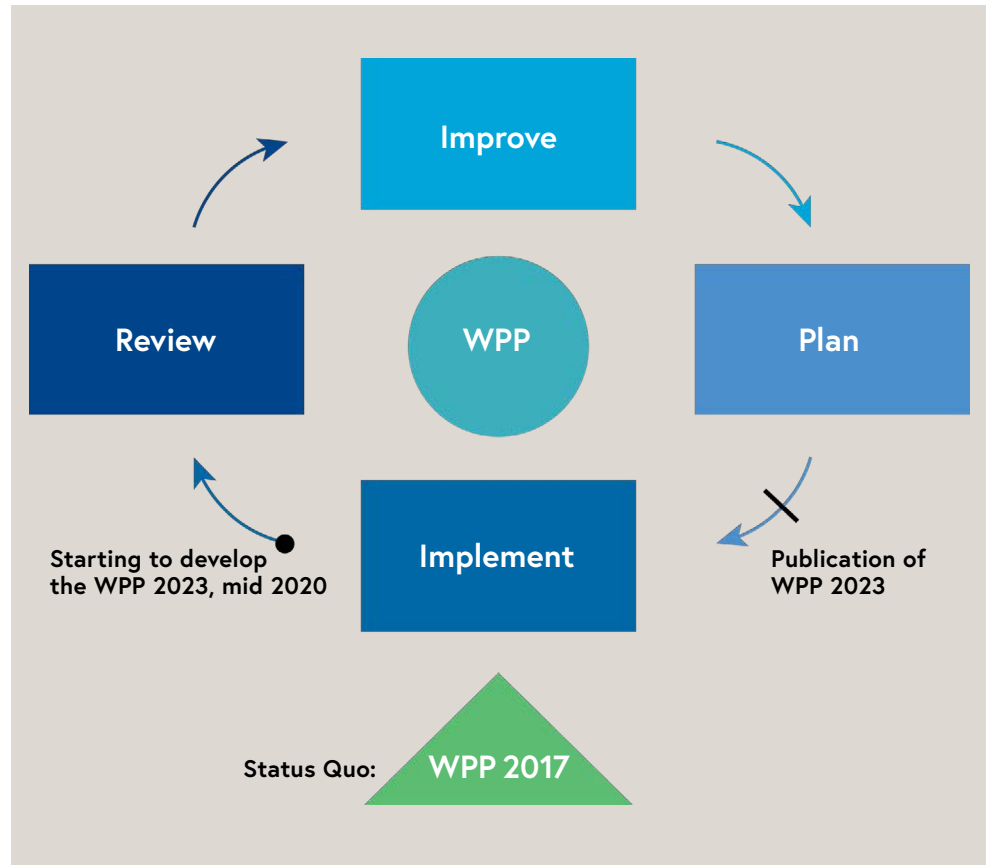 Improve
Review
WPP
Plan
Starting to develop
the WPP 2023, mid 2020
Implement
Publication of
WPP 2023
Status Quo:
WPP 2017